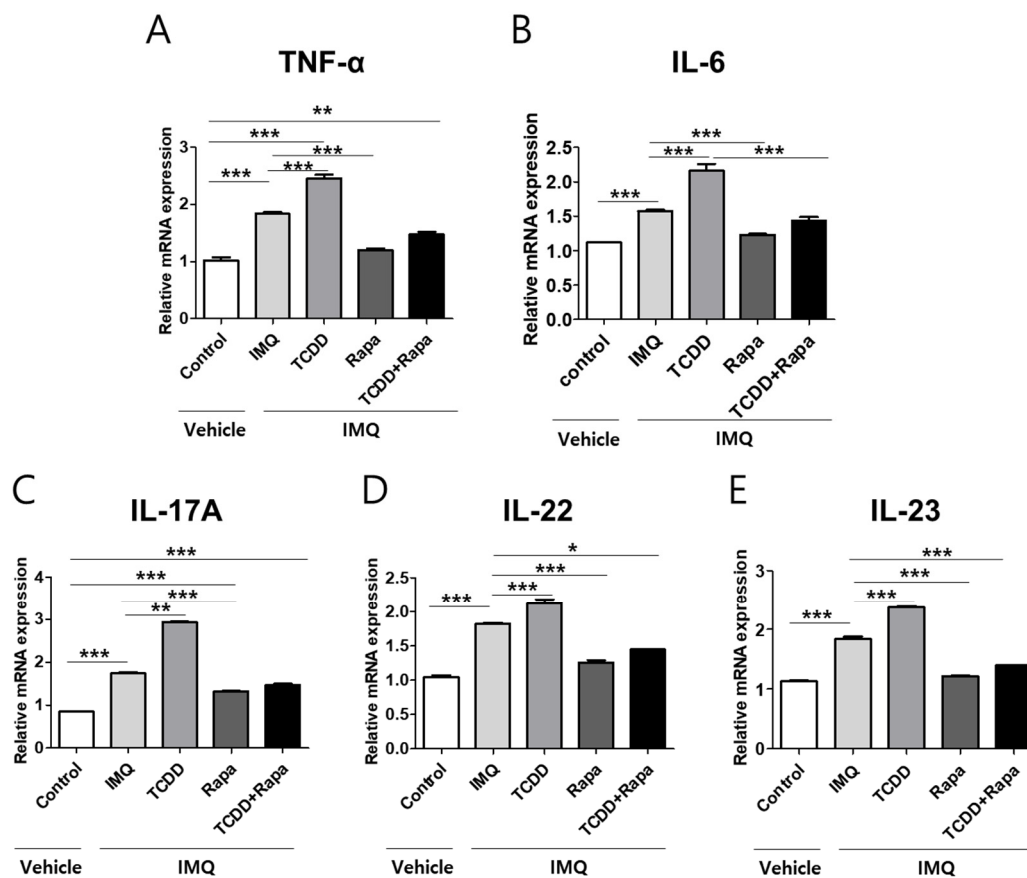 A
TNF-α
Relative mRNA expression
3
2
1
0
**
***
***
***
***
Control
IMQ
TCDD
Rapa
TCDD+Rapa
Vehicle
IMQ
B
IL-6
Relative mRNA expression
2.5
2.0
1.5
1.0
0.5
0.0
***
***
***
***
control
IMQ
TCDD
Rapa
TCDD+Rapa
Vehicle
IMQ
C
IL-17A
Relative mRNA expression
4
3
2
1
0
***
***
***
**
***
Control
IMQ
TCDD
Rapa
TCDD+Rapa
Vehicle
IMQ
D
IL-22
Relative mRNA expression
2.5
2.0
1.5
1.0
0.5
0.0
*
***
***
***
Control
IMQ
TCDD
Rapa
TCDD+Rapa
Vehicle
IMQ
E
IL-23
Relative mRNA expression
3
2
1
0
***
***
***
***
Control
IMQ
TCDD
Rapa
TCDD+Rapa
Vehicle
IMQ